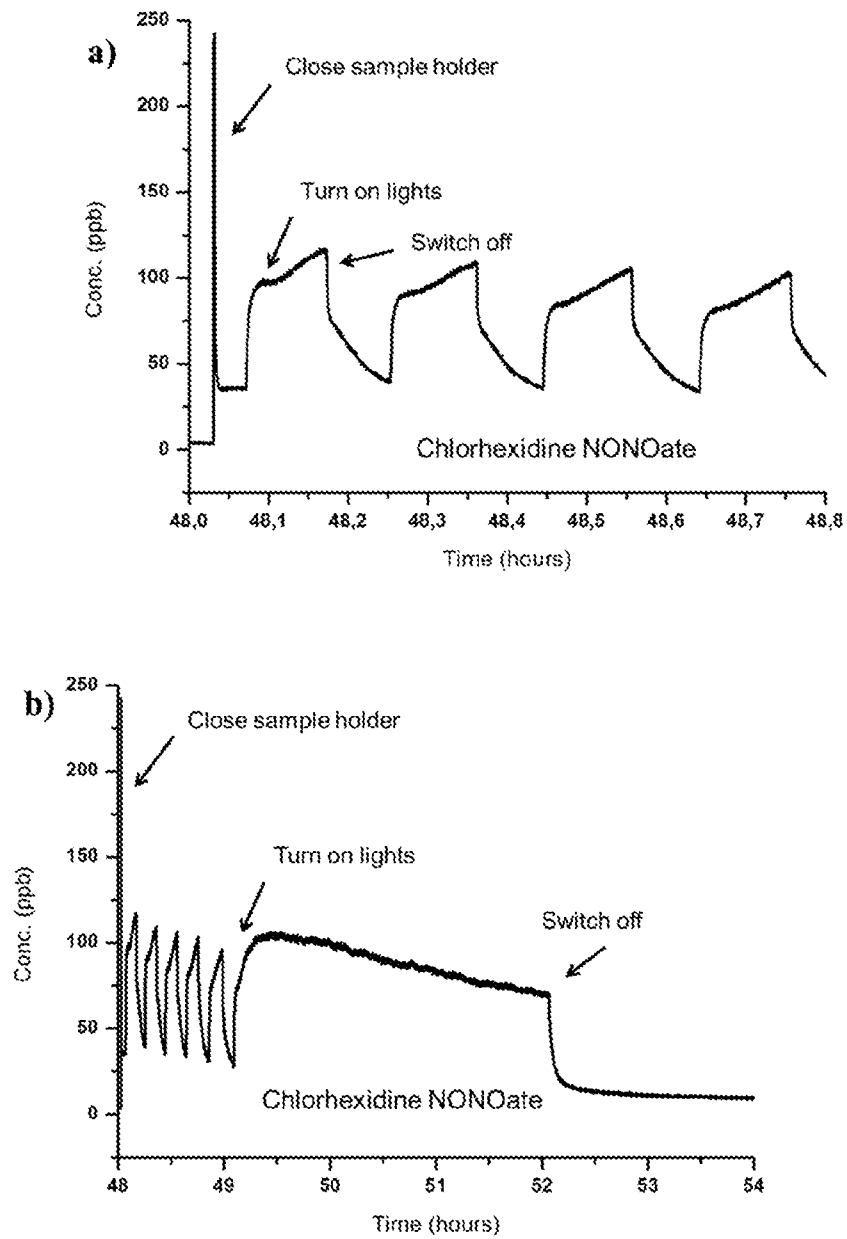 a)
250
200
150
100
50
0
Conc. (ppb)
Close sample holder
Turn on lights
Switch off
Chlorhexidine NONOate
48,0 48,1 48,2 48,3 48,4 48,5 48,6 48,7 48,8
Time (hours)
b)
250
200
150
100
50
0
Conc. (ppb)
Close sample holder
Turn on lights
Switch off
Chlorhexidine NONOate
48 49 50 51 52 53 54
Time (hours)